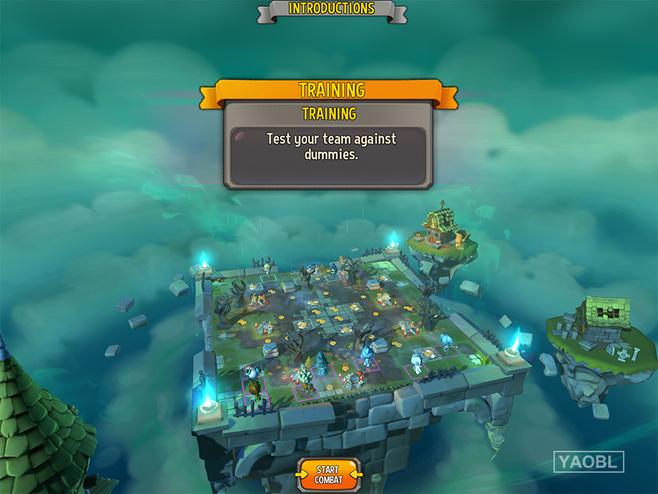 INTRODUCTIONS
TRAINING
TRAINING
Test your team against
dummies.
START
COMBAT
YAOBL